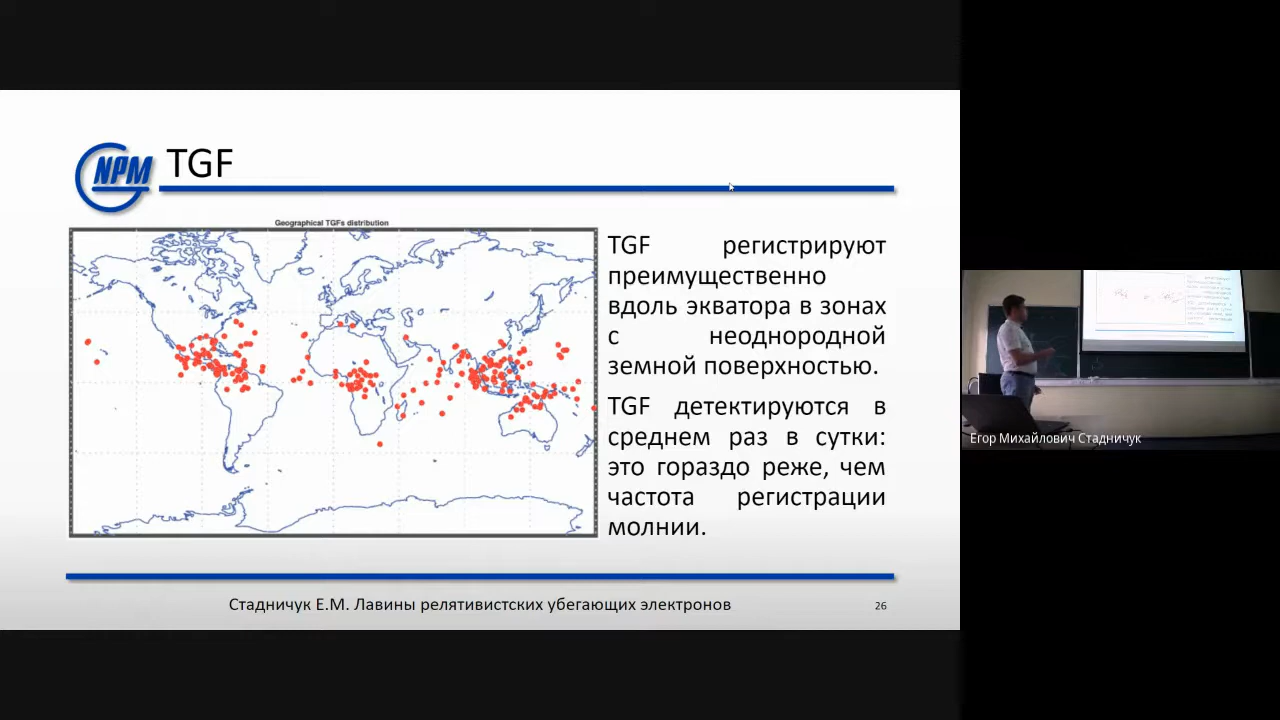 NPM
TGF
Geographical TGFs distribution
TGF регистрируют
преимущественно
вдоль экватора в зонах
с неоднородной
земной поверхностью.
TGF детектируются в
среднем раз в сутки:
это гораздо реже, чем
частота регистрации
молнии.
Стадничук Е.М. Лавины релятивистских убегающих электронов
26
Егор Михайлович Стадничук